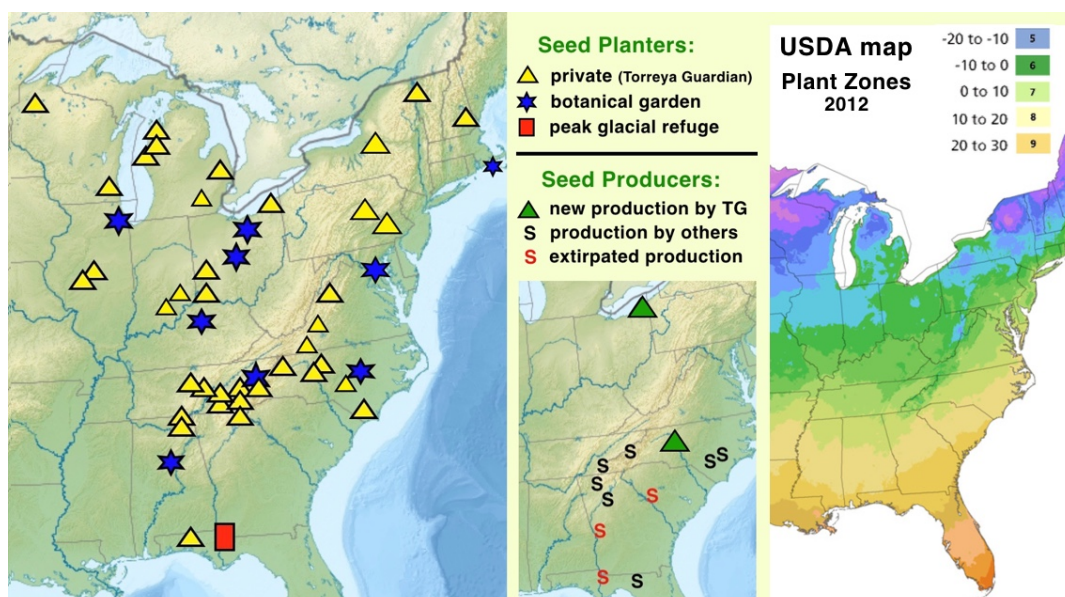 Seed Planters:
private (Torreya Guardian)
botanical garden
peak glacial refuge
Seed Producers:
new production by TG
S production by others
S extirpated production
S
S
S
S
S
S
S
S
S
S
USDA map
Plant Zones
2012
-20 to -10 5
-10 to 0 6
0 to 10 7
10 to 20 8
20 to 30 9